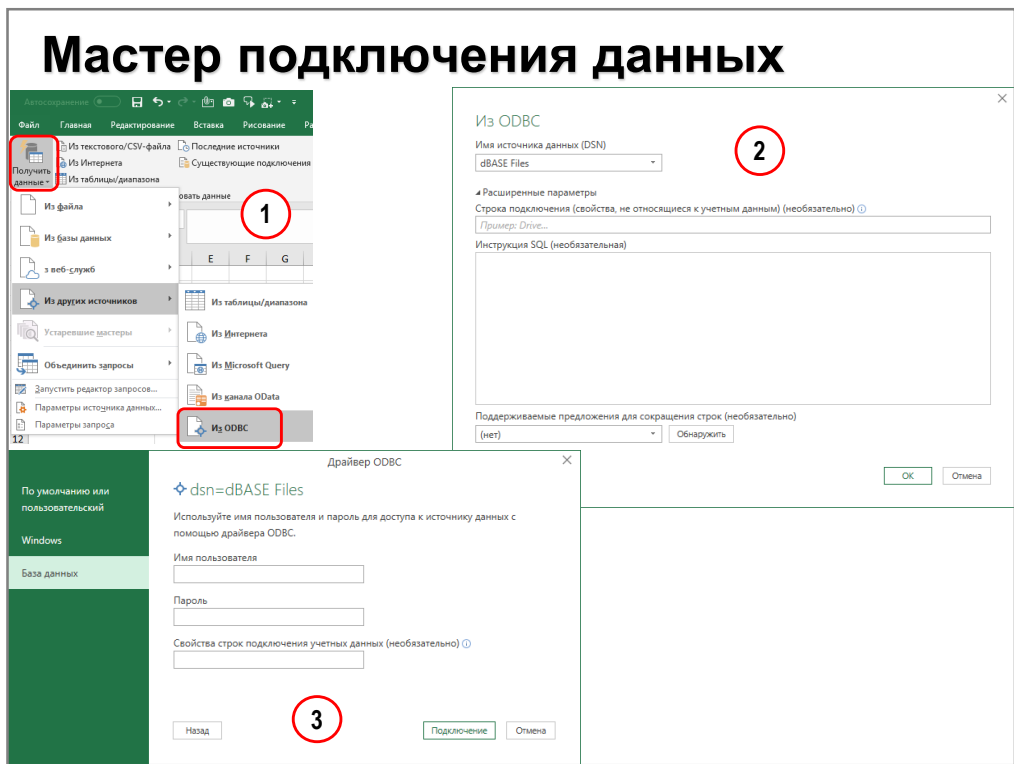 Мастер подключения данных
Автосохранение
Файл Главная Редактирование Вставка Рисование Ра
Получить данные
Из текстового/CSV-файла
Из Интернета
Из таблицы/диапазона
Последние источники
Существующие подключения
овать данные
1
E F G
Из файла
Из базы данных
з веб-служб
Из других источников
Устаревшие мастеры
Объединить запросы
Запустить редактор запросов...
Параметры источника данных...
Параметры запроса
12
Из таблицы/диапазона
Из Интернета
Из Microsoft Query
Из канала OData
Из ODBC
Из ODBC
2
Имя источника данных (DSN)
dBASE Files
Расширенные параметры
Строка подключения (свойства, не относящиеся к учетным данным) (необязательно)
Пример: Drive...
Инструкция SQL (необязательная)
Поддерживаемые предложения для сокращения строк (необязательно)
(нет) Обнаружить
ОК Отмена
Драйвер ODBC
По умолчанию или
пользовательский
Windows
База данных
dsn=dBASE Files
Используйте имя пользователя и пароль для доступа к источнику данных с
помощью драйвера ODBC.
Имя пользователя
Пароль
Свойства строк подключения учетных данных (необязательно)
3
Назад Подключение Отмена